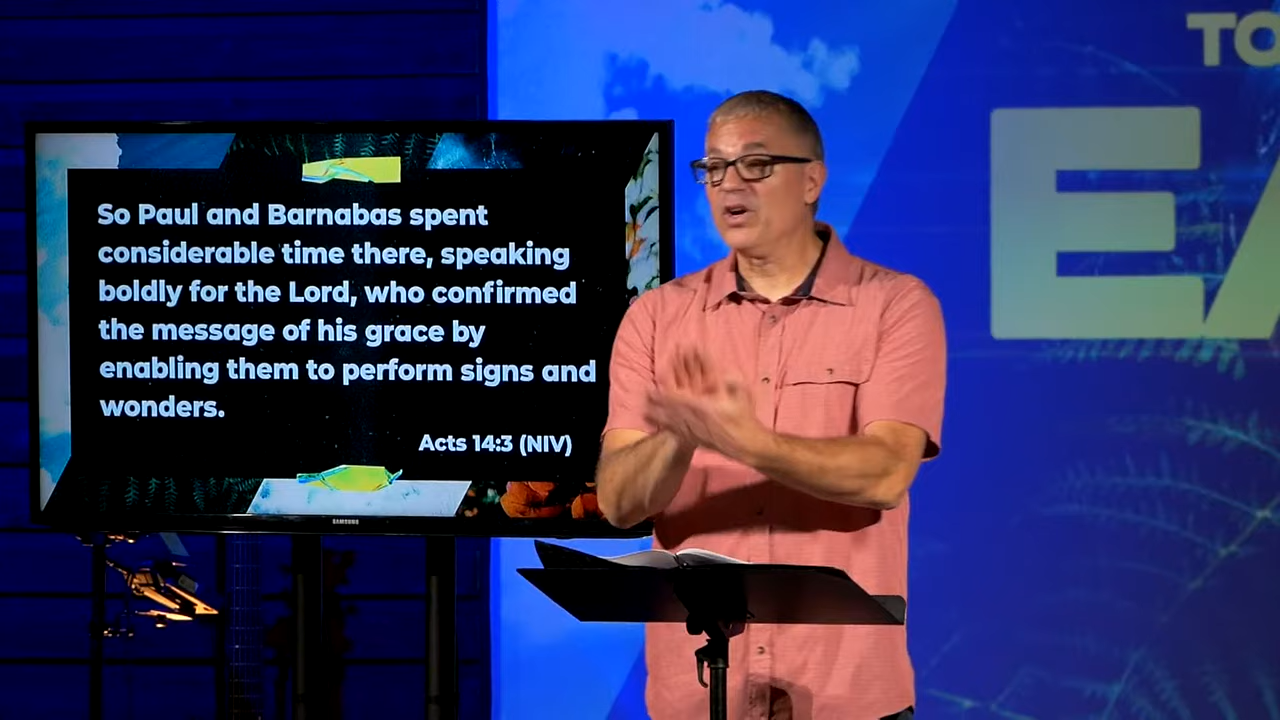 So Paul and Barnabas spent
considerable time there, speaking
boldly for the Lord, who confirmed
the message of his grace by
enabling them to perform signs and
wonders.
Acts 14:3 (NIV)
SAMSUNG
TO
EA